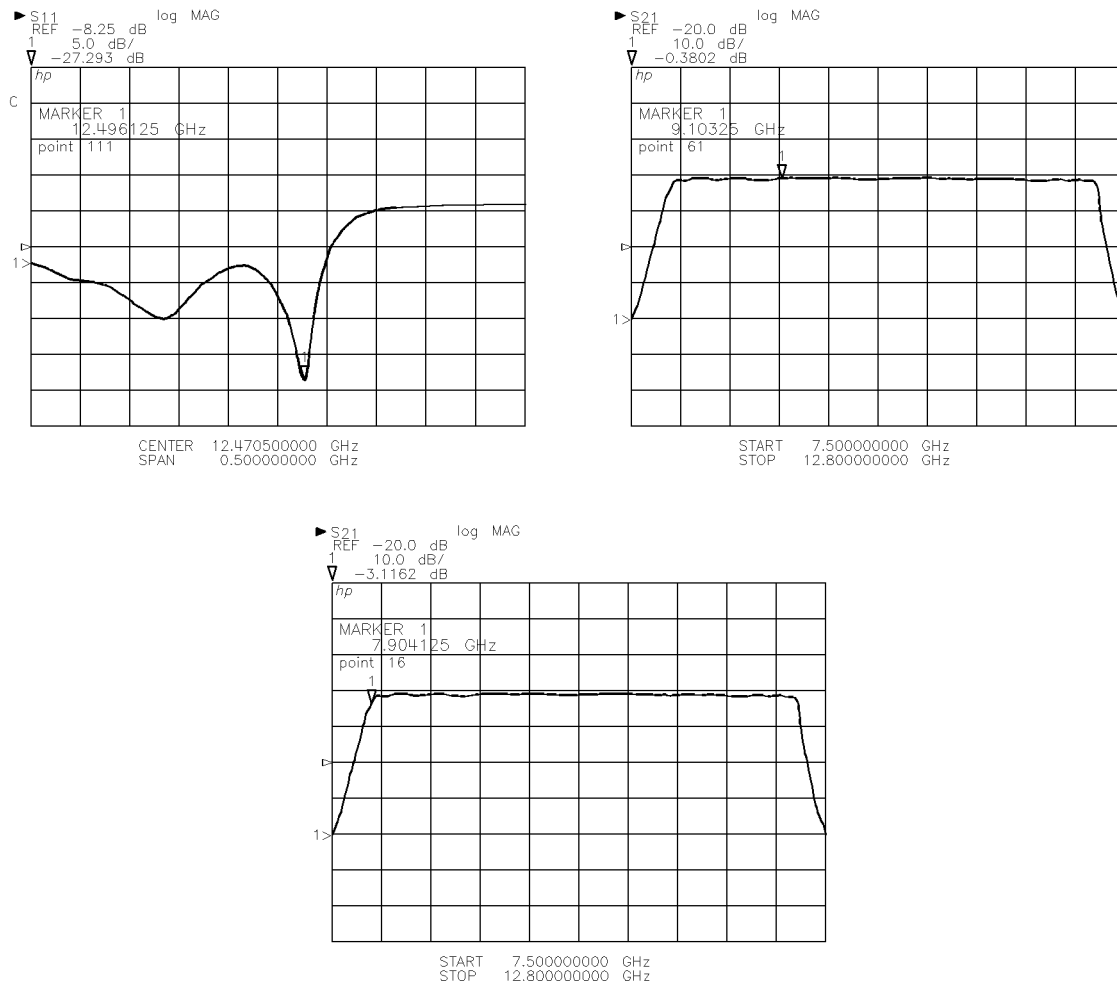 S11 log MAG
REF -8.25 dB
1 5.0 dB/
-27.293 dB
hp
C
MARKER 1
12.496125 GHz
point 111
1
1
CENTER 12.470500000 GHz
SPAN 0.500000000 GHz
S21 log MAG
REF -20.0 dB
1 10.0 dB/
-0.3802 dB
hp
MARKER 1
9.10325 GHz
point 61
1
1
START 7.500000000 GHz
STOP 12.800000000 GHz
S21 log MAG
REF -20.0 dB
1 10.0 dB/
-3.1162 dB
hp
MARKER 1
7.904125 GHz
point 16
1
1
START 7.500000000 GHz
STOP 12.800000000 GHz